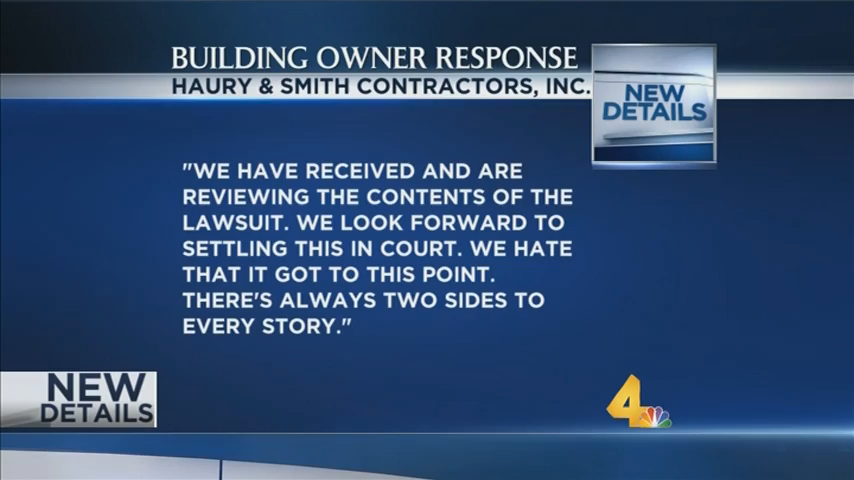 BUILDING OWNER RESPONSE
HAURY & SMITH CONTRACTORS, INC.
NEW
DETAILS
"WE HAVE RECEIVED AND ARE
REVIEWING THE CONTENTS OF THE
LAWSUIT. WE LOOK FORWARD TO
SETTLING THIS IN COURT. WE HATE
THAT IT GOT TO THIS POINT.
THERE'S ALWAYS TWO SIDES TO
EVERY STORY."
NEW
DETAILS
4